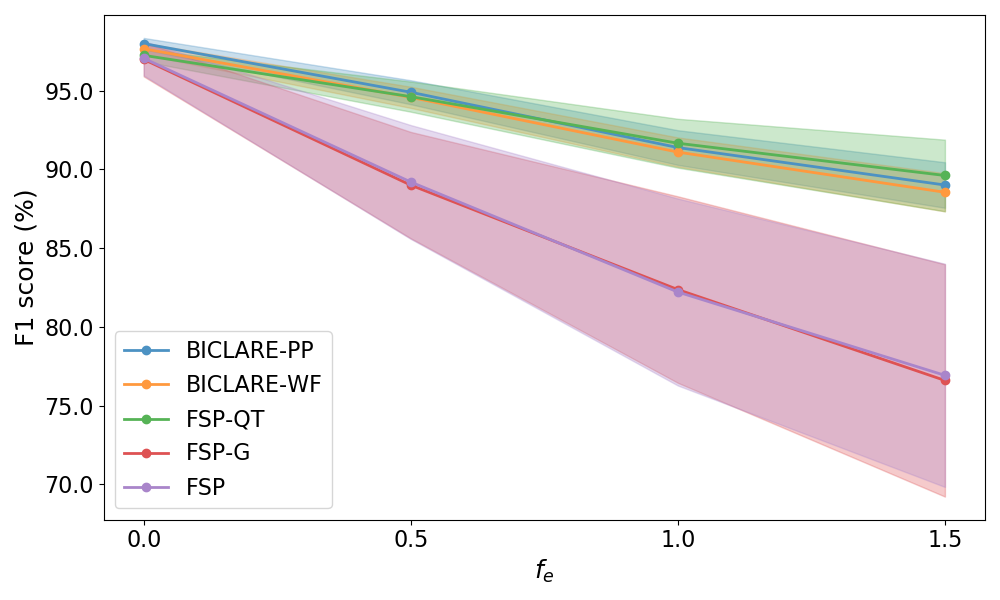 F1 score (%)
95.0
90.0
85.0
80.0
75.0
70.0
BICLARE-PP
BICLARE-WF
FSP-QT
FSP-G
FSP
0.0 0.5 1.0 1.5
f_e